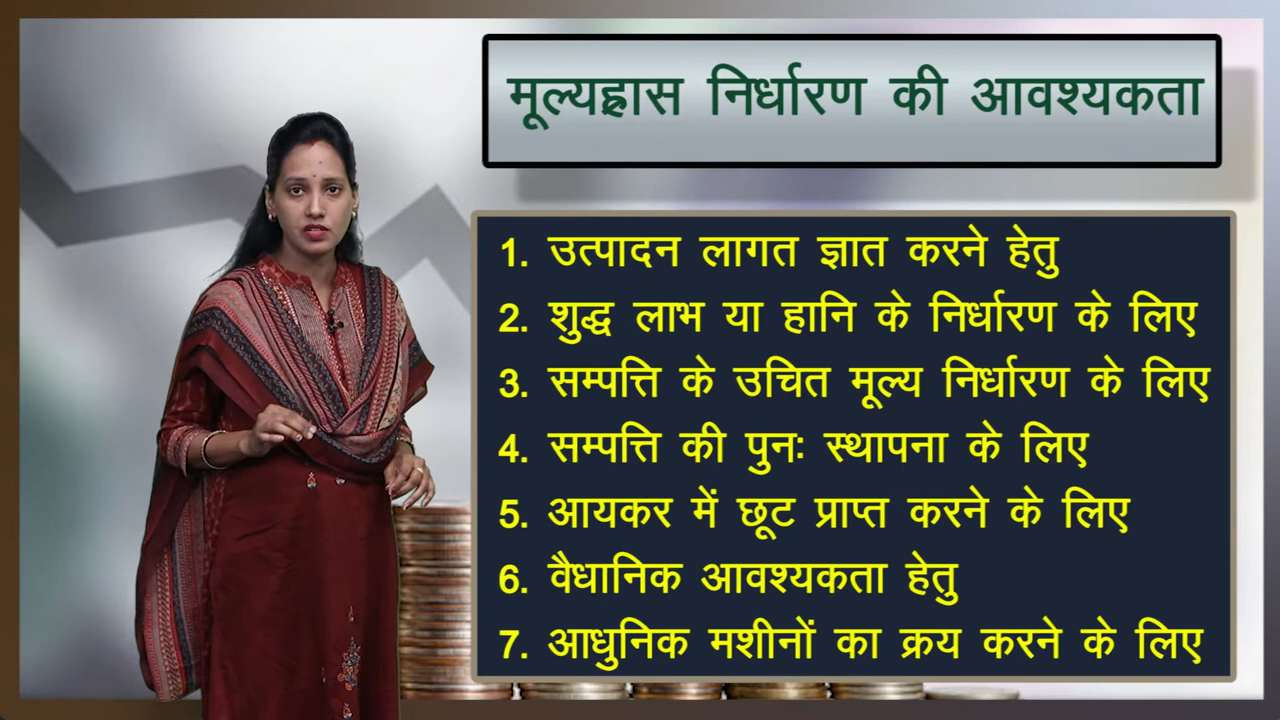 मूल्यह्रास निर्धारण की आवश्यकता
1. उत्पादन लागत ज्ञात करने हेतु
2. शुद्ध लाभ या हानि के निर्धारण के लिए
3. सम्पत्ति के उचित मूल्य निर्धारण के लिए
4. सम्पत्ति की पुनः स्थापना के लिए
5. आयकर में छूट प्राप्त करने के लिए
6. वैधानिक आवश्यकता हेतु
7. आधुनिक मशीनों का क्रय करने के लिए